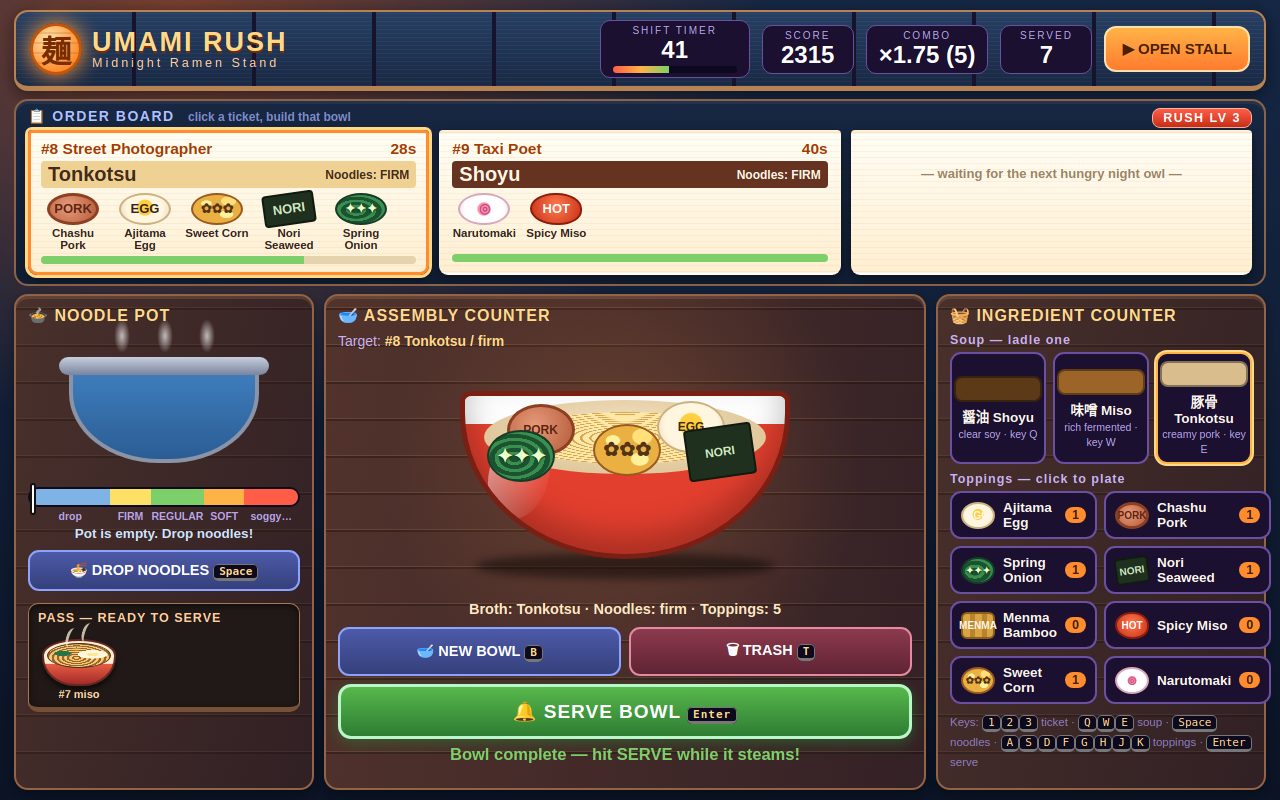 麺
UMAMI RUSH
Midnight Ramen Stand
SHIFT TIMER
41
SCORE
2315
COMBO
×1.75 (5)
SERVED
7
▶ OPEN STALL
📋 ORDER BOARD click a ticket, build that bowl
RUSH LV 3
#8 Street Photographer 28s
Tonkotsu Noodles: FIRM
PORK
EGG
NORI
Chashu Pork
Ajitama Egg
Sweet Corn
Nori Seaweed
Spring Onion
#9 Taxi Poet 40s
Shoyu Noodles: FIRM
HOT
Narutomaki
Spicy Miso
— waiting for the next hungry night owl —
🍲 NOODLE POT
drop FIRM REGULAR SOFT soggy…
Pot is empty. Drop noodles!
🍜 DROP NOODLES Space
PASS — READY TO SERVE
#7 miso
🥣 ASSEMBLY COUNTER
Target: #8 Tonkotsu / firm
PORK
EGG
NORI
Broth: Tonkotsu · Noodles: firm · Toppings: 5
🥣 NEW BOWL B
🗑 TRASH T
🔔 SERVE BOWL Enter
Bowl complete — hit SERVE while it steams!
🧺 INGREDIENT COUNTER
Soup — ladle one
醤油 Shoyu
clear soy · key Q
味噌 Miso
rich fermented ·
key W
豚骨
Tonkotsu
creamy pork · key
E
Toppings — click to plate
Ajitama Egg 1
PORK Chashu Pork 1
Spring Onion 1
NORI Nori Seaweed 1
MENMA Menma Bamboo 0
HOT Spicy Miso 0
Sweet Corn 1
Narutomaki 0
Keys: 1 2 3 ticket · Q W E soup · Space
noodles · A S D F G H J K toppings · Enter
serve